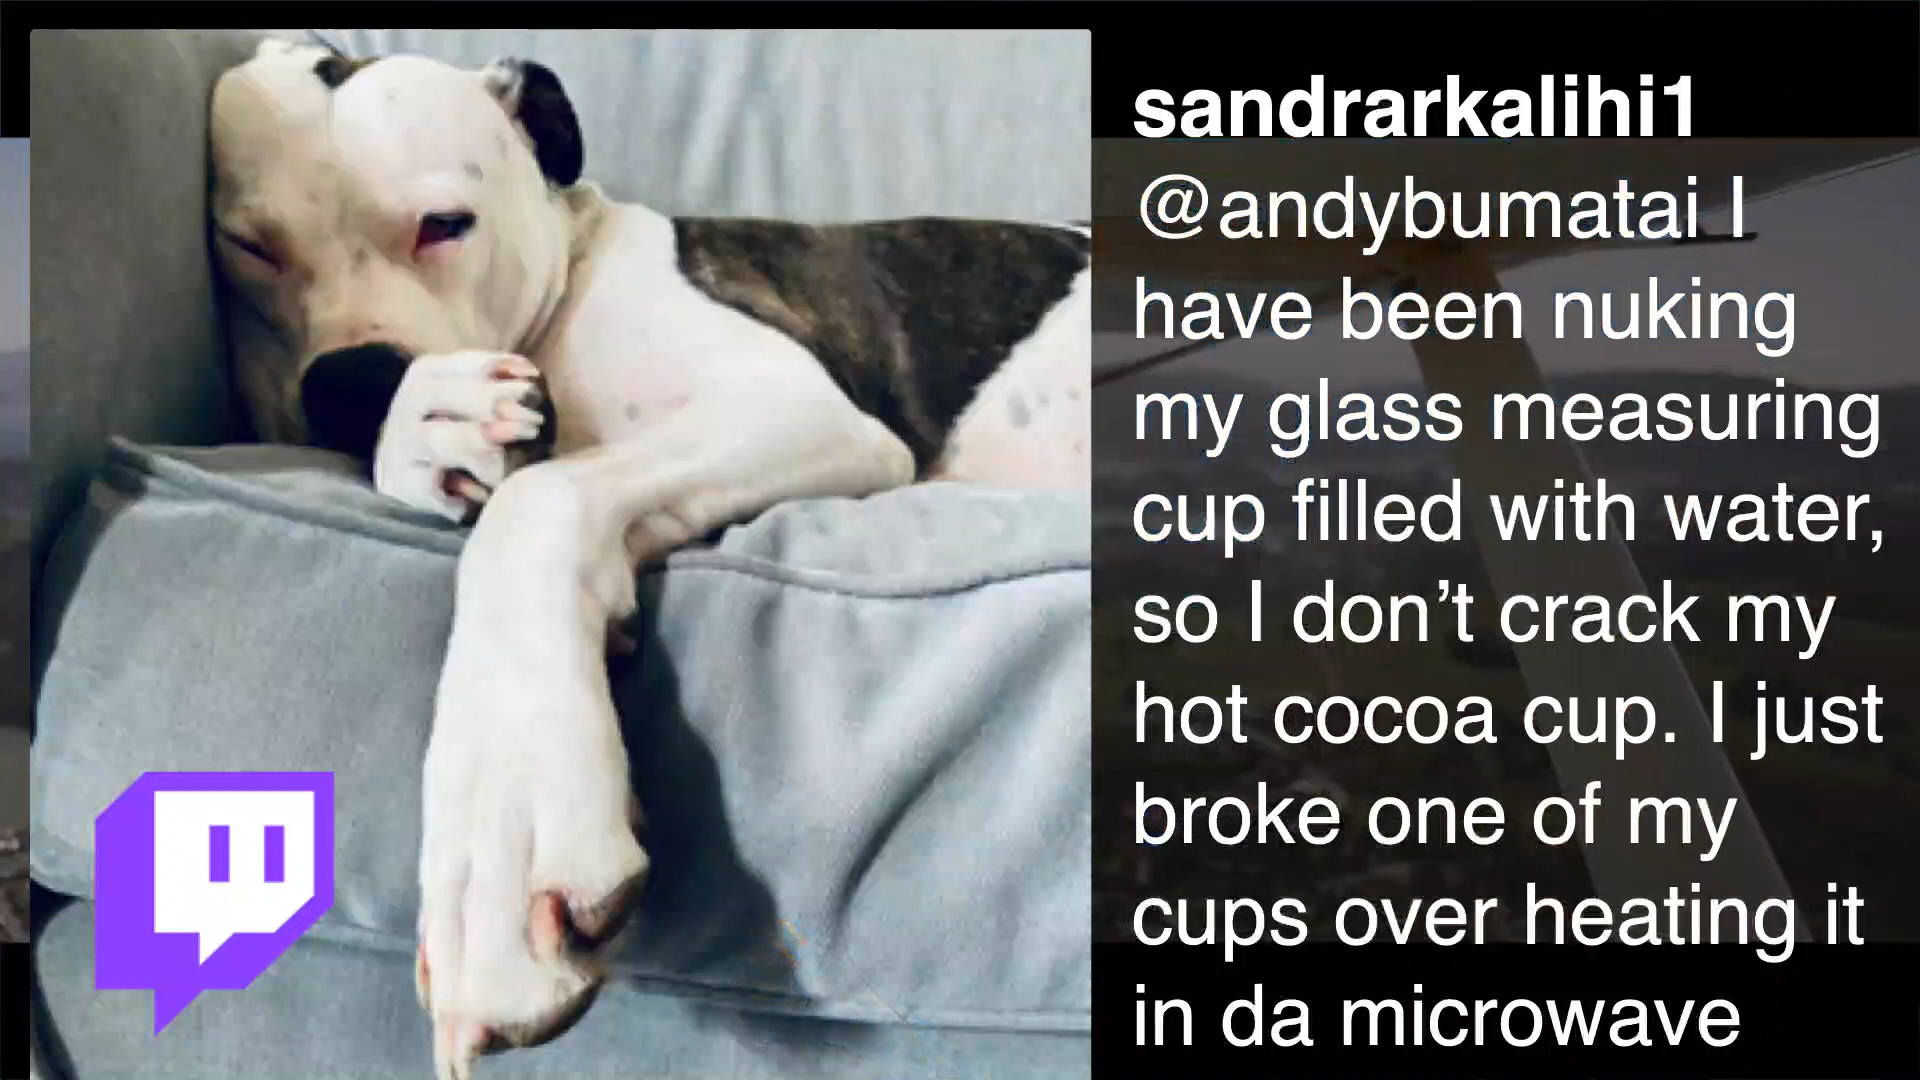 sandrarkalihi1
@andybumatai I
have been nuking
my glass measuring
cup filled with water,
so I don’t crack my
hot cocoa cup. I just
broke one of my
cups over heating it
in da microwave